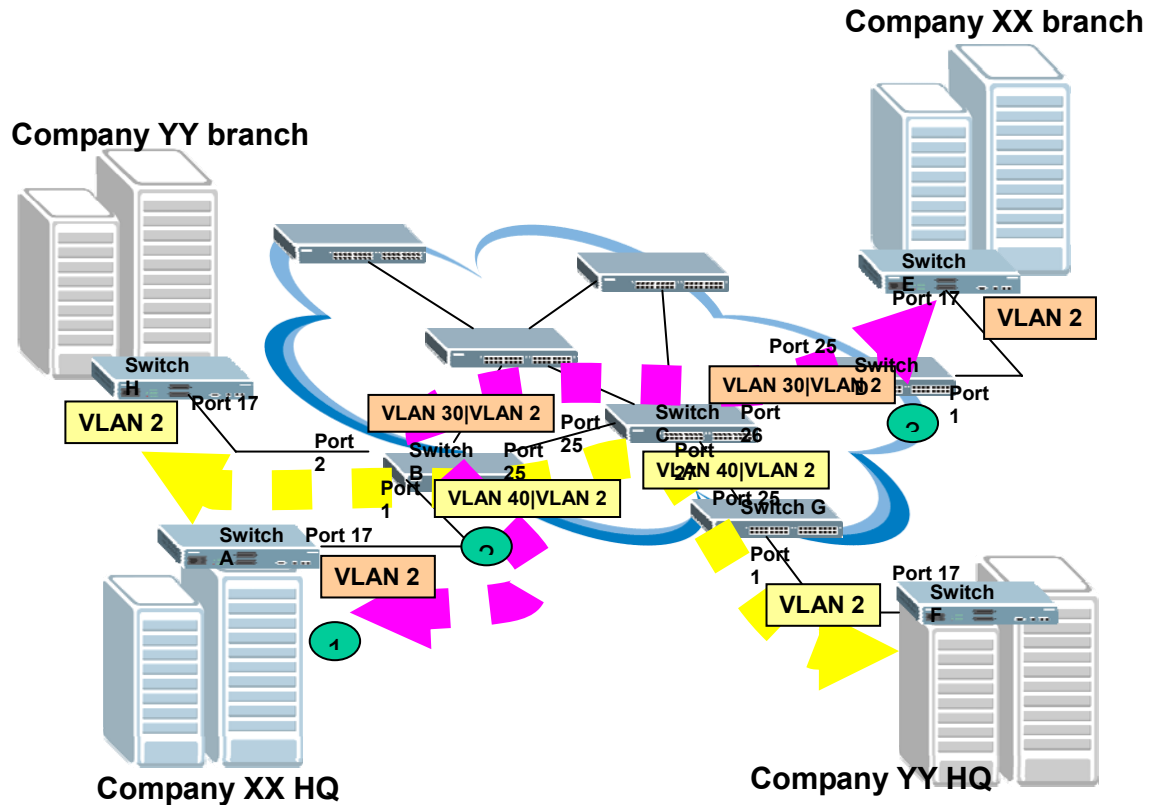 Company XX branch
Company YY branch
Switch
E
Port 17
VLAN 2
Port 25
Switch
D
VLAN 30|VLAN 2
Port
1
Switch
H
Port 17
VLAN 2
VLAN 30|VLAN 2
Port
25
Switch
C
Port
26
Port
2
Switch
B
Port
25
Port
27
VLAN 40|VLAN 2
Port
1
VLAN 40|VLAN 2
Port 25
Switch G
Switch
A
Port 17
VLAN 2
Port
1
Port 17
Switch
F
VLAN 2
Company XX HQ
Company YY HQ